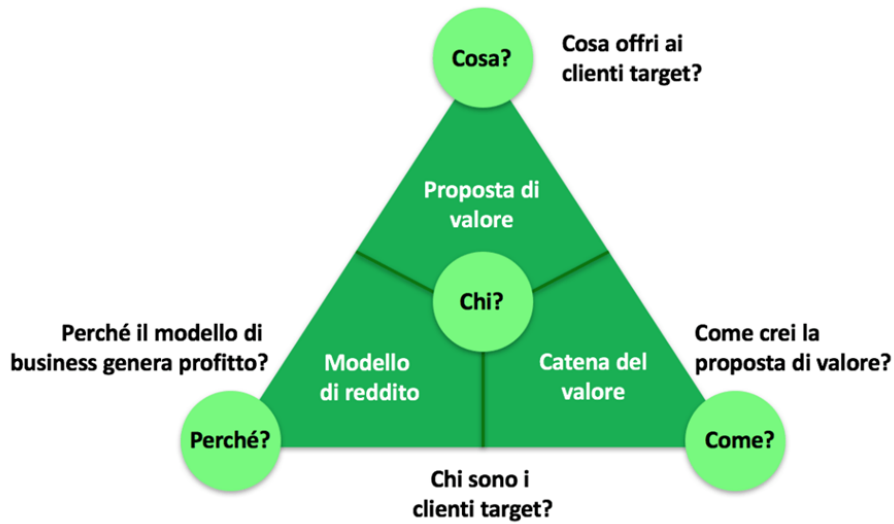 Cosa?
Cosa offri ai
clienti target?
Proposta di
valore
Chi?
Perché il modello di
business genera profitto?
Modello
di reddito
Catena del
valore
Come crei la
proposta di valore?
Perché?
Come?
Chi sono i
clienti target?